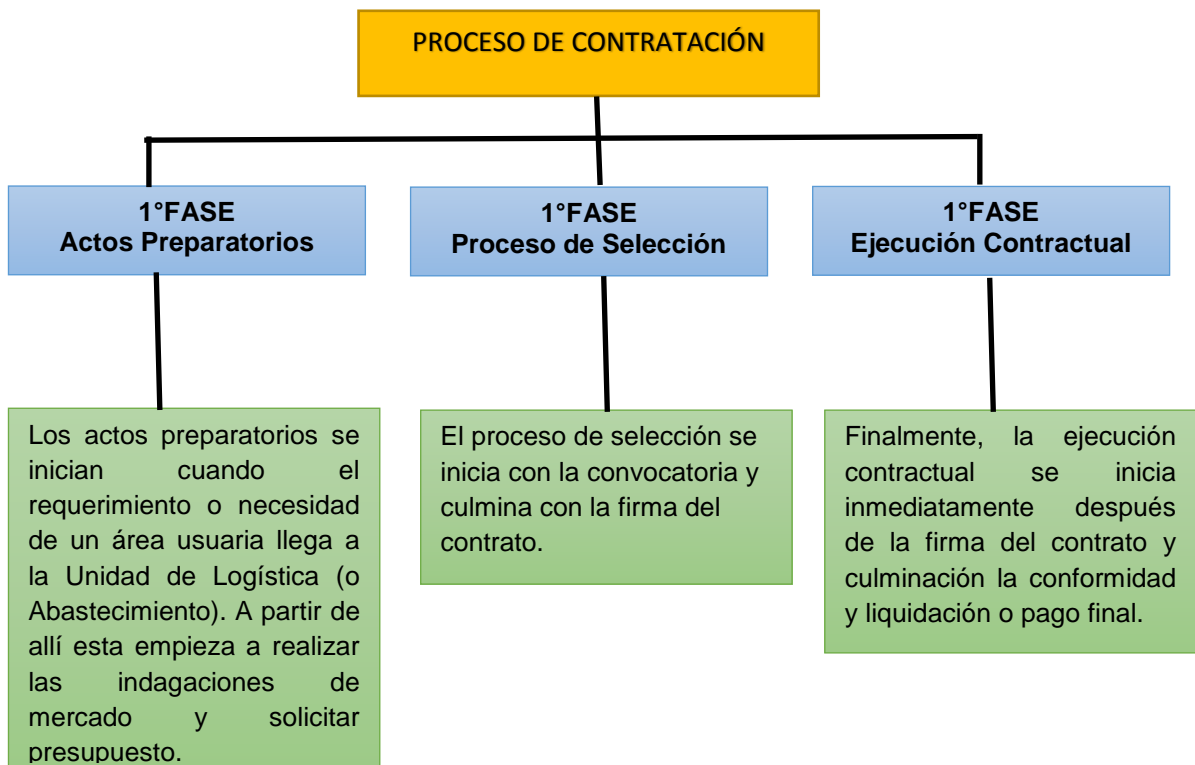 PROCESO DE CONTRATACIÓN
1°FASE
Actos Preparatorios
1°FASE
Proceso de Selección
1°FASE
Ejecución Contractual
Los actos preparatorios se
inician cuando el
requerimiento o necesidad
de un área usuaria llega a
la Unidad de Logística (o
Abastecimiento). A partir de
allí esta empieza a realizar
las indagaciones de
mercado y solicitar
presupuesto.
El proceso de selección se
inicia con la convocatoria y
culmina con la firma del
contrato.
Finalmente, la ejecución
contractual se inicia
inmediatamente después
de la firma del contrato y
culminación la conformidad
y liquidación o pago final.